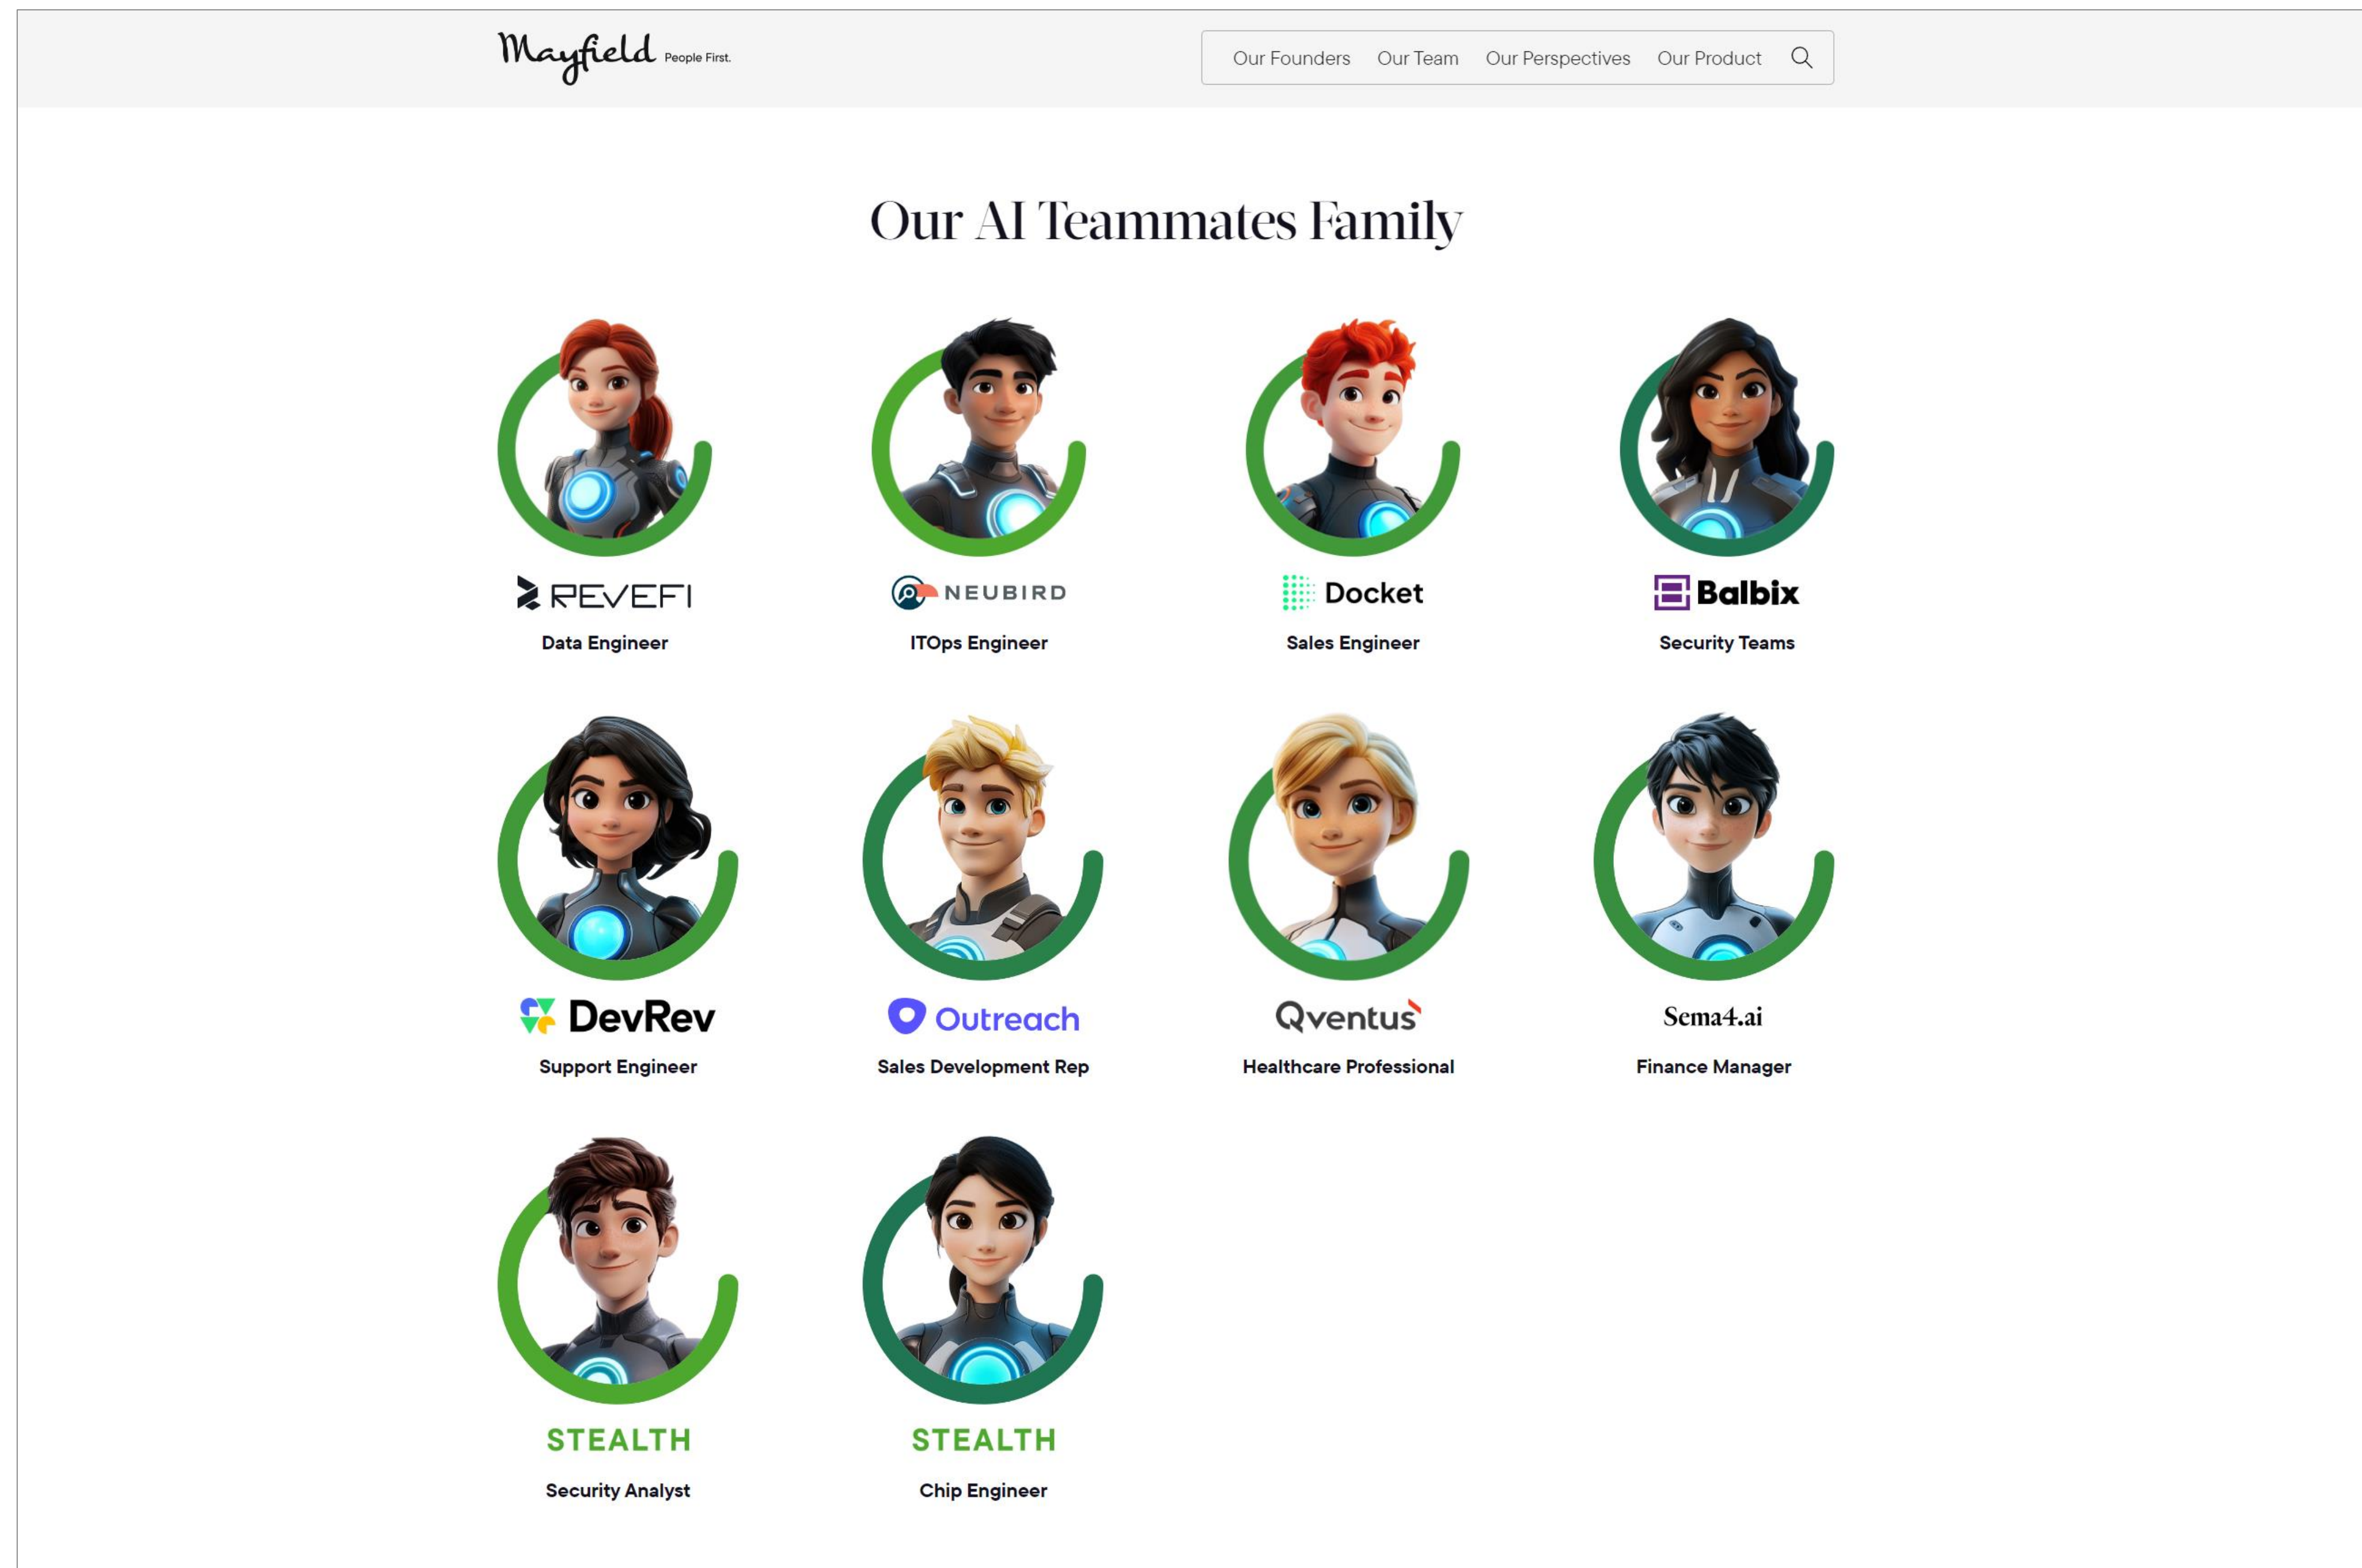 Mayfield People First.
Our Founders Our Team Our Perspectives Our Product
Our AI Teammates Family
REVEFI NEUBIRD Docket Balbix
Data Engineer ITOps Engineer Sales Engineer Security Teams
DevRev Outreach Qventus Sema4.ai
Support Engineer Sales Development Rep Healthcare Professional Finance Manager
STEALTH STEALTH
Security Analyst Chip Engineer